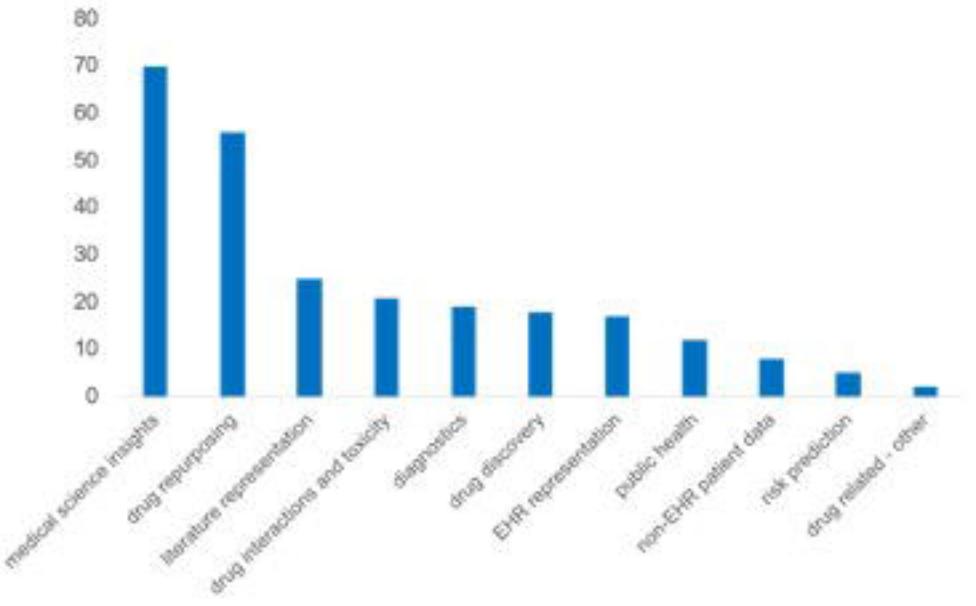 80
70
60
50
40
30
20
10
0
medical science insights
drug repurposing
literature representation
drug interactions and toxicity
diagnostics
drug discovery
EHR representation
public health
non-EHR patient data
risk prediction
drug related - other